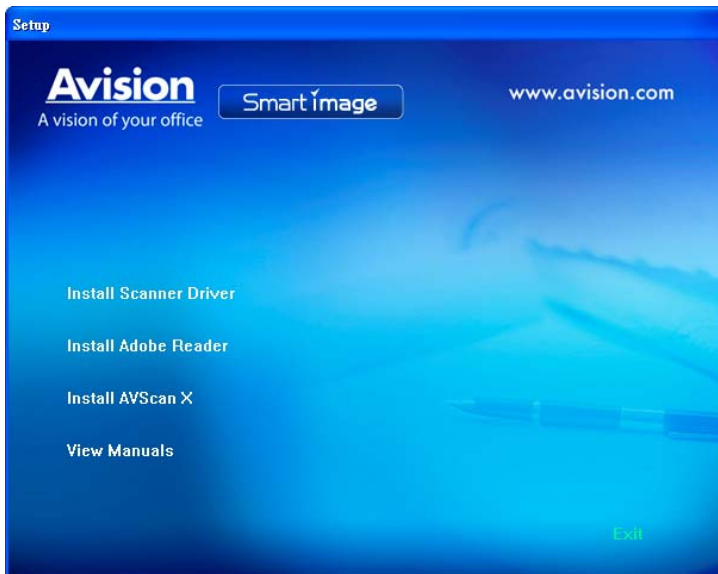 Setup
Avision
A vision of your office
Smart image
www.avision.com
Install Scanner Driver
Install Adobe Reader
Install AVScan X
View Manuals
Exit